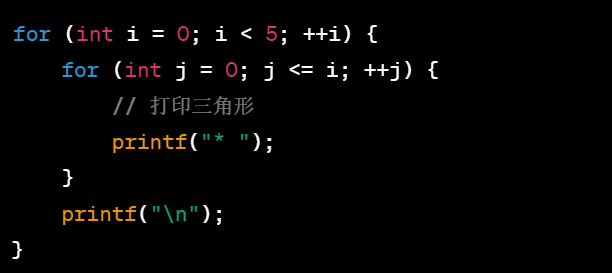 for (int i = 0; i < 5; ++i) {
    for (int j = 0; j <= i; ++j) {
        // 打印三角形
        printf("* ");
    }
    printf("\n");
}